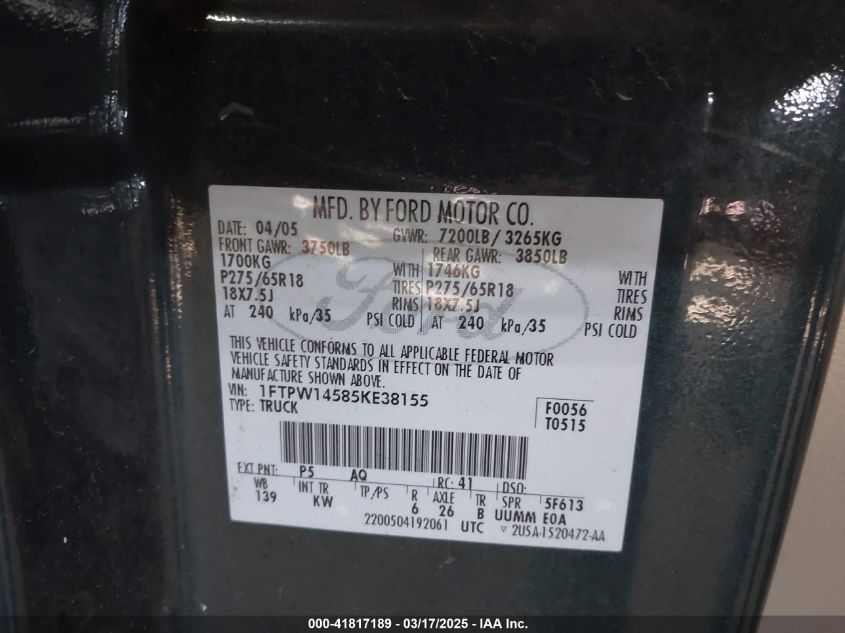 MFD. BY FORD MOTOR CO.
DATE: 04/05 GVWR: 7200LB/ 3265KG
FRONT GAWR: 3750LB REAR GAWR: 3850LB
1700KG WITH 1746KG WITH
P275/65R18 TIRES P275/65R18 TIRES
18X7.5J RIMS 18X7.5J RIMS
AT 240 kPa/35 PSI COLD AT 240 kPa/35 PSI COLD
Ford
THIS VEHICLE CONFORMS TO ALL APPLICABLE FEDERAL MOTOR
VEHICLE SAFETY STANDARDS IN EFFECT ON THE DATE OF
MANUFACTURE SHOWN ABOVE.
VIN: 1FTPW14585KE38155 F0056
TYPE: TRUCK T0515
EXT PNT: P5 AQ RC: 41 DSO:
WB INT TR TP/PS R AXLE TR SPR 5F613
139 KW 6 26 B UUMM E0A
2200504192061 UTC ▽ 2U5A-1520472-AA
000-41817189 - 03/17/2025 - IAA Inc.